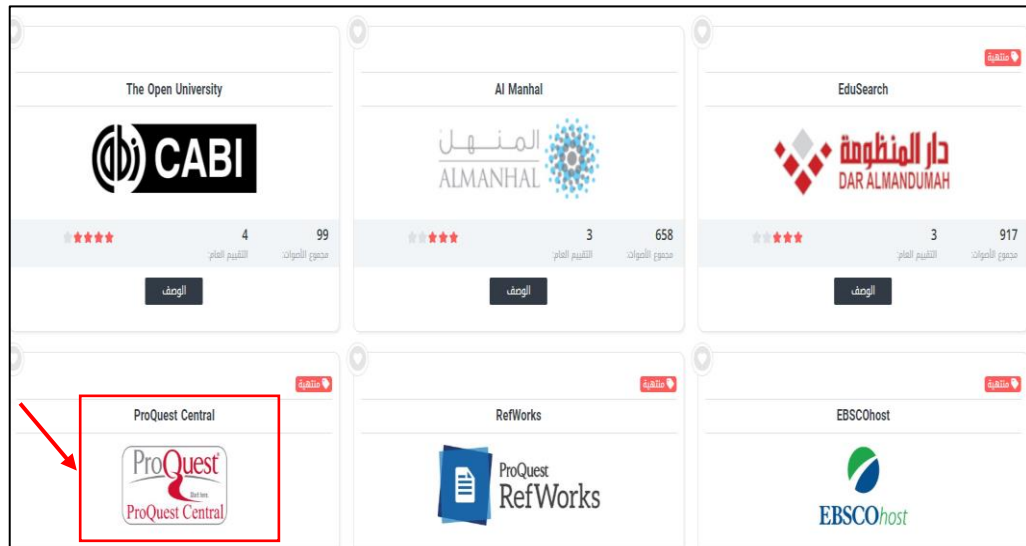 منتهية
EduSearch
دار المنظومة
DAR ALMANDUMAH
917
مجموع الأصوات:
3
التقييم العام:
الوصف
Al Manhal
المنهل
ALMANHAL
658
مجموع الأصوات:
3
التقييم العام:
الوصف
The Open University
CABI
99
مجموع الأصوات:
4
التقييم العام:
الوصف
منتهية
EBSCOhost
EBSCOhost
منتهية
RefWorks
ProQuest
RefWorks
منتهية
ProQuest Central
ProQuest
Start here.
ProQuest Central